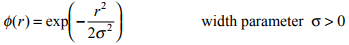 ϕ(r) = exp(−r²/2σ²) width parameter σ > 0